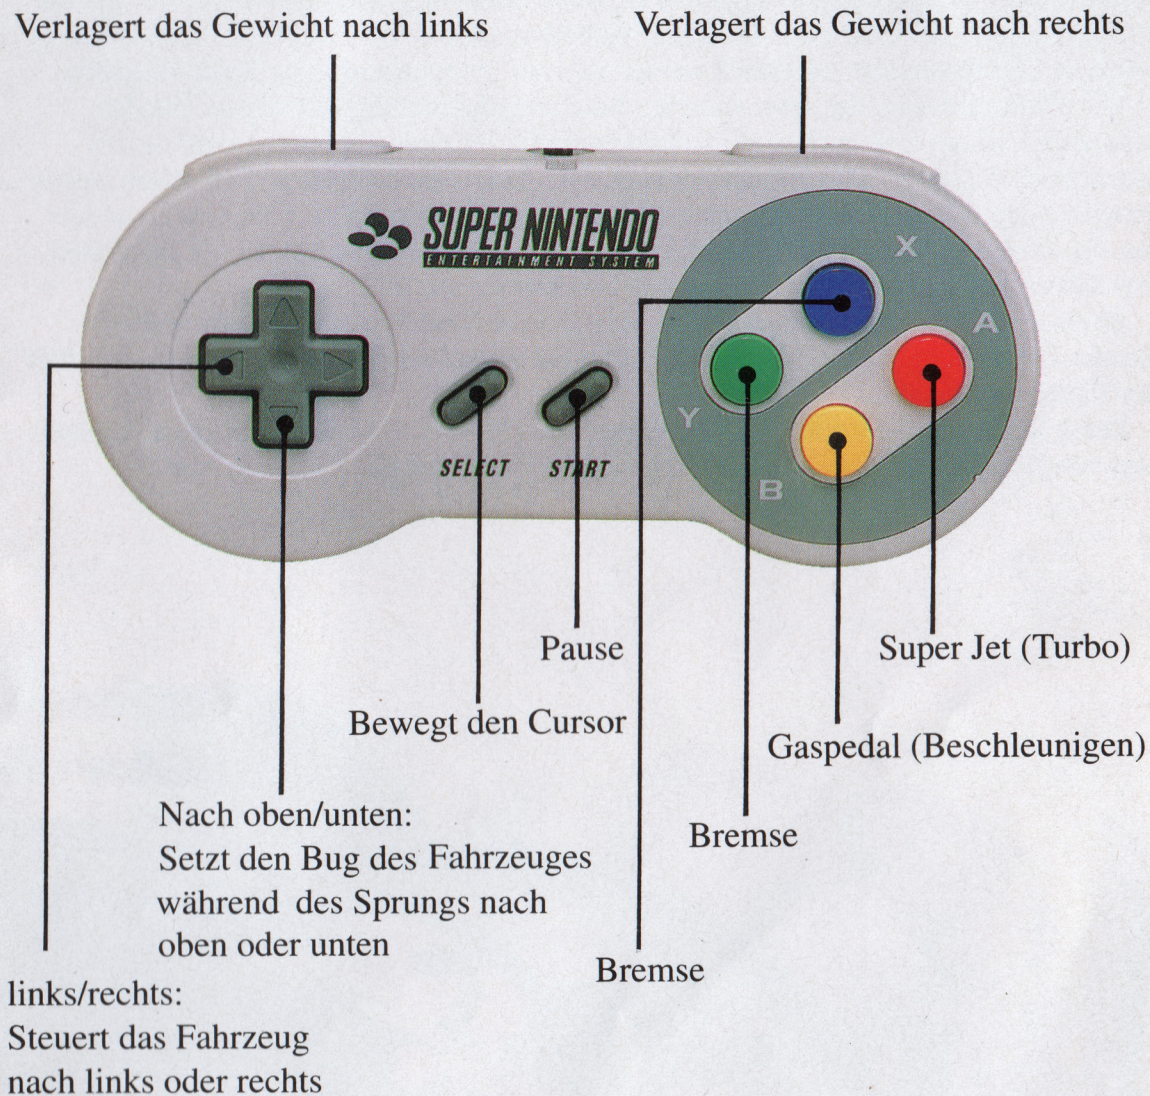 Verlagert das Gewicht nach links
Verlagert das Gewicht nach rechts
SUPER NINTENDO
ENTERTAINMENT SYSTEM
X
A
Y
B
SELECT
START
Pause
Super Jet (Turbo)
Bewegt den Cursor
Gaspedal (Beschleunigen)
Nach oben/unten:
Setzt den Bug des Fahrzeuges
während des Sprungs nach
oben oder unten
Bremse
Bremse
links/rechts:
Steuert das Fahrzeug
nach links oder rechts